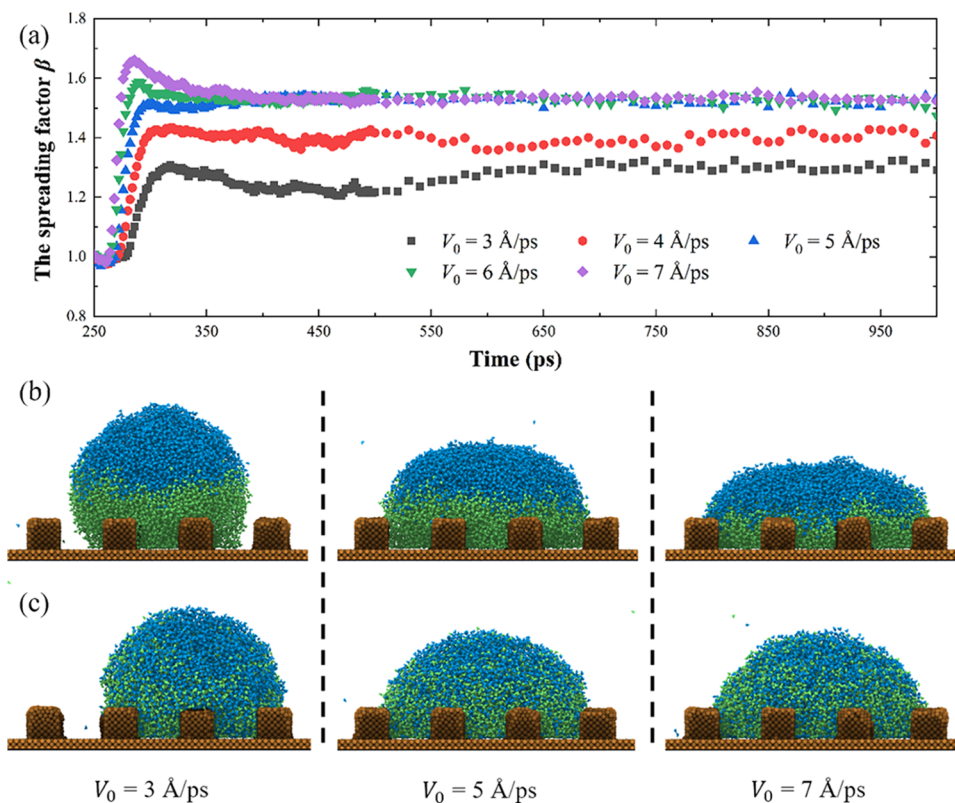 (a)
The spreading factor β
1.8
1.6
1.4
1.2
1.0
0.8
V₀ = 3 Å/ps V₀ = 4 Å/ps V₀ = 5 Å/ps
V₀ = 6 Å/ps V₀ = 7 Å/ps
250 350 450 550 650 750 850 950
Time (ps)
(b)
(c)
V₀ = 3 Å/ps V₀ = 5 Å/ps V₀ = 7 Å/ps